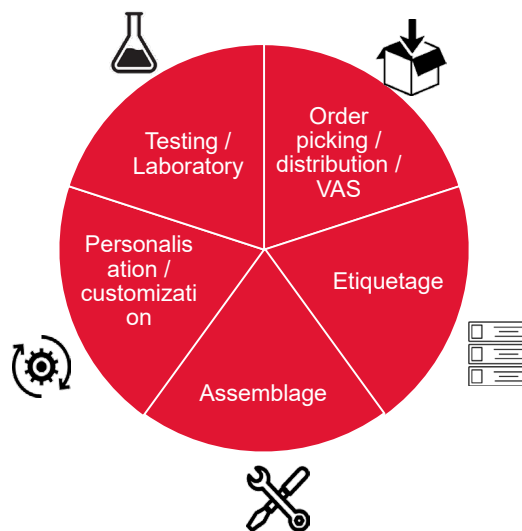 Testing /
Laboratory
Order
picking /
distribution /
VAS
Personalis
ation /
customizati
on
Etiquetage
Assemblage